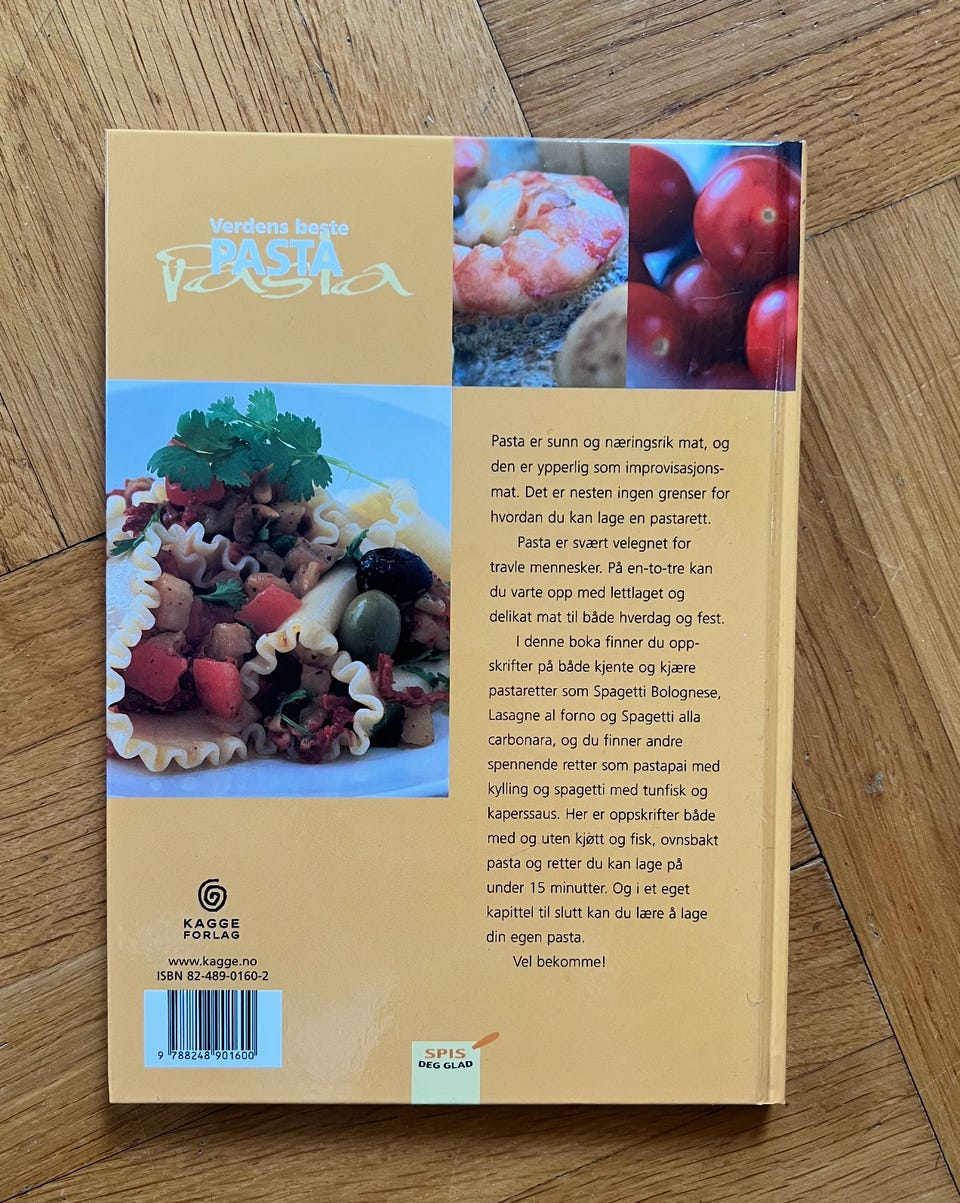 Verdens beste
PASTA
Pasta
Pasta er sunn og næringsrik mat, og
den er ypperlig som improvisasjons-
mat. Det er nesten ingen grenser for
hvordan du kan lage en pastarett.
Pasta er svært velegnet for
travle mennesker. På en-to-tre kan
du varte opp med lettlaget og
delikat mat til både hverdag og fest.
I denne boka finner du opp-
skrifter på både kjente og kjære
pastaretter som Spagetti Bolognese,
Lasagne al forno og Spagetti alla
carbonara, og du finner andre
spennende retter som pastapai med
kylling og spagetti med tunfisk og
kaperssaus. Her er oppskrifter både
med og uten kjøtt og fisk, ovnsbakt
pasta og retter du kan lage på
under 15 minutter. Og i et eget
kapittel til slutt kan du lære å lage
din egen pasta.
Vel bekomme!
KAGGE
FORLAG
www.kagge.no
ISBN 82-489-0160-2
9 788248 901600
SPIS
DEG GLAD